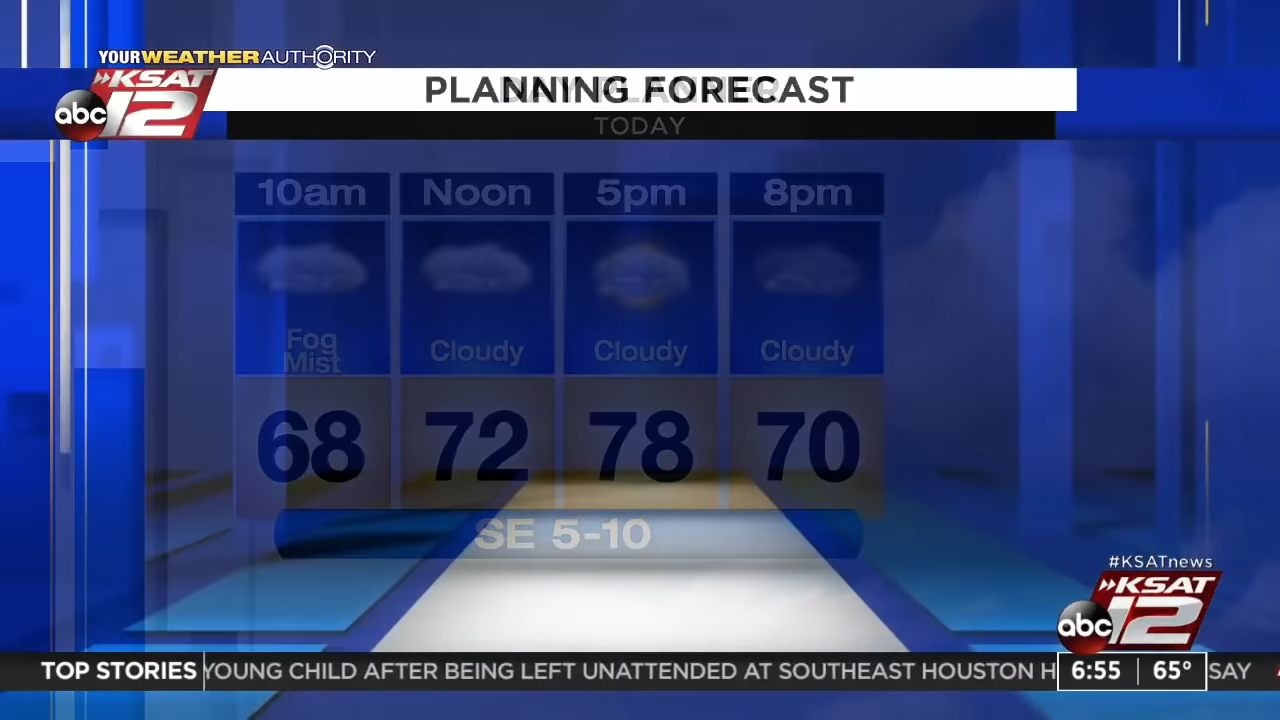 YOURWEATHERAUTHORITY
KSAT
abc 12
PLANNING FORECAST
DAY PLANNER
TODAY
10am Noon 5pm 8pm
Fog
Mist Cloudy Cloudy Cloudy
68 72 78 70
SE 5-10
#KSATnews
KSAT
abc 12
TOP STORIES YOUNG CHILD AFTER BEING LEFT UNATTENDED AT SOUTHEAST HOUSTON H 6:55 65° SAY